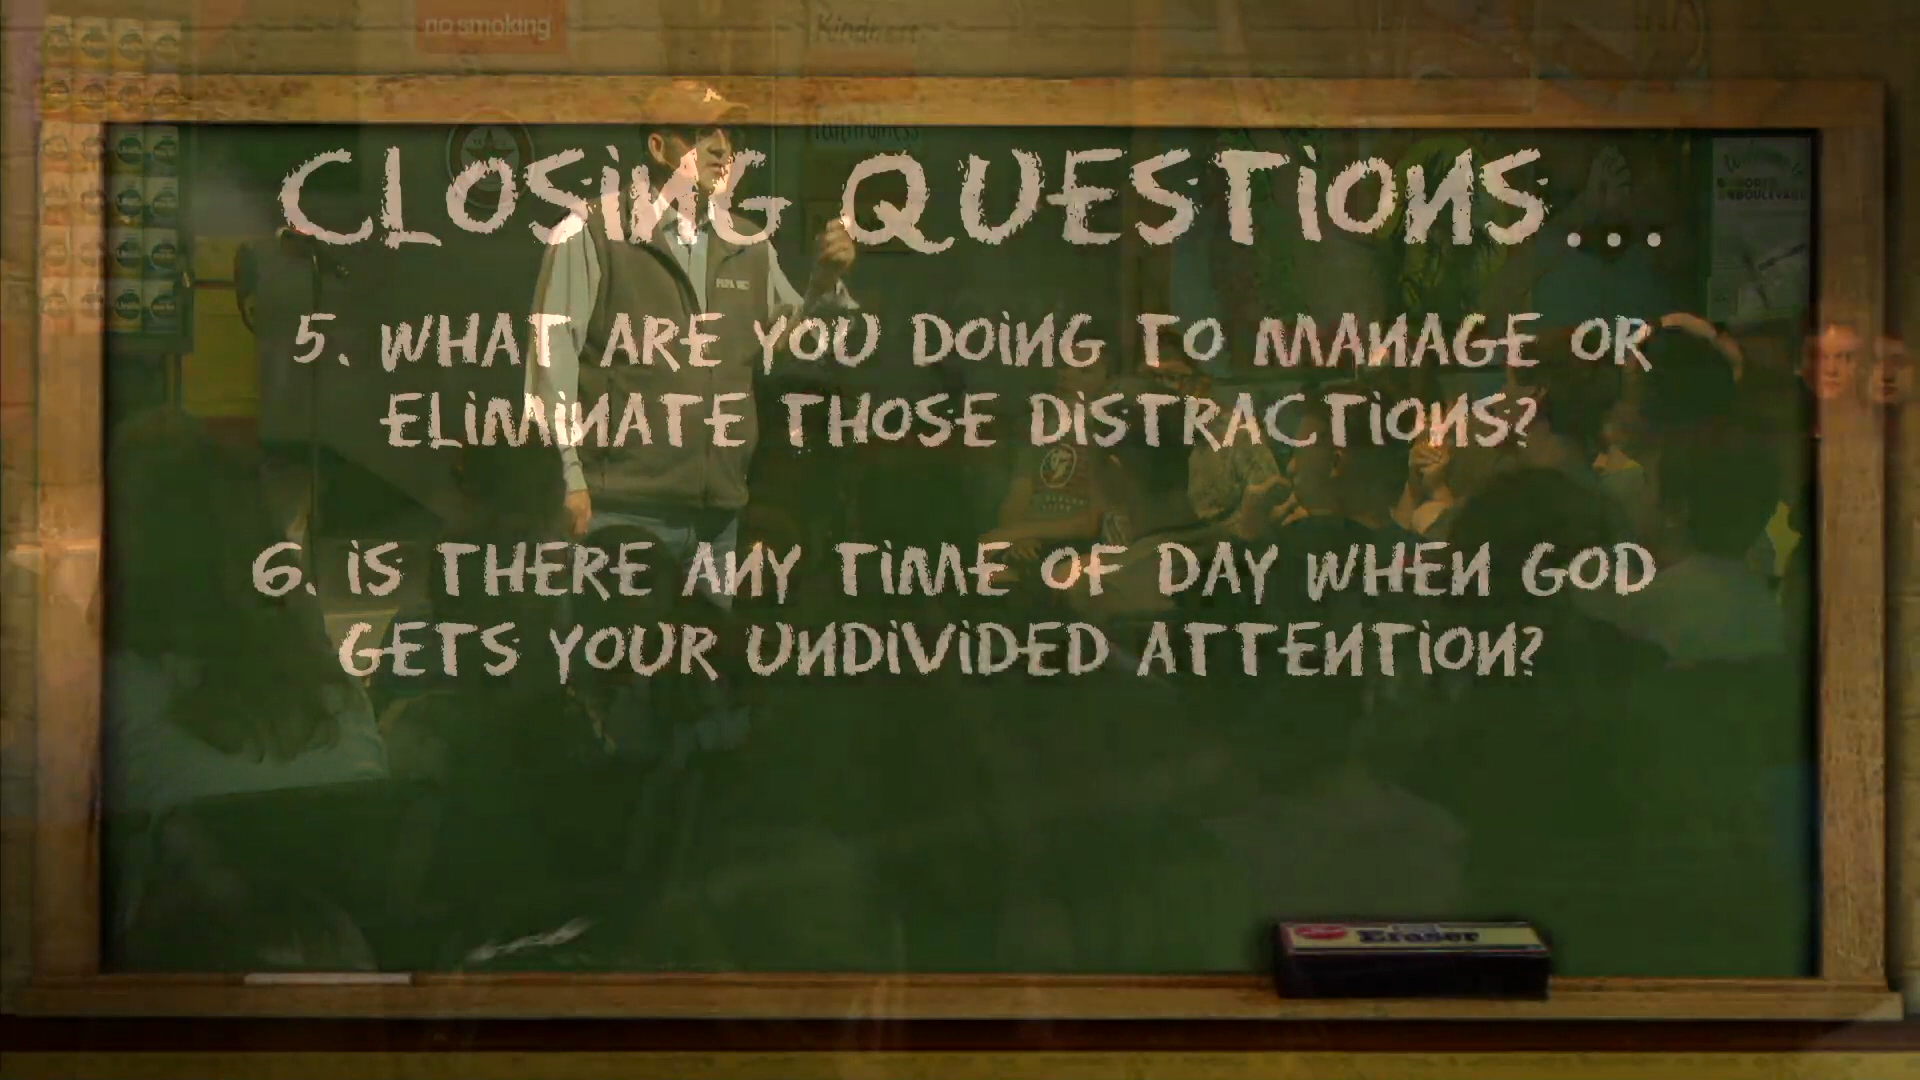 no smoking
Kindness
Faithfulness
CLOSING QUESTIONS...
5. WHAT ARE YOU DOING TO MANAGE OR
ELIMINATE THOSE DISTRACTIONS?
6. IS THERE ANY TIME OF DAY WHEN GOD
GETS YOUR UNDIVIDED ATTENTION?
Eraser